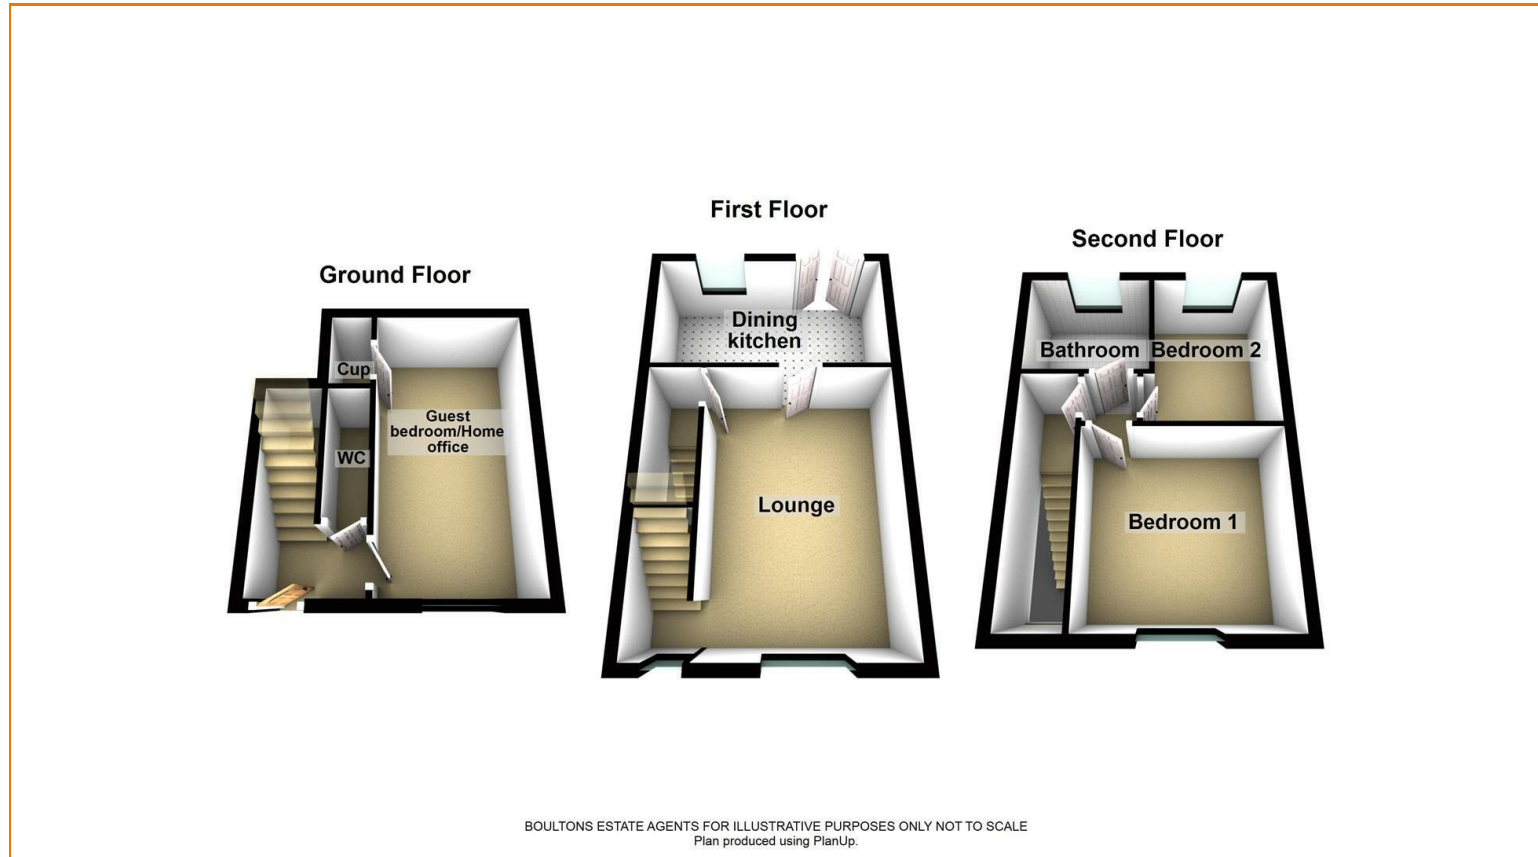 Ground Floor
Cup
Guest
bedroom/Home
office
WC
First Floor
Dining
kitchen
Lounge
Second Floor
Bathroom
Bedroom 2
Bedroom 1
BOULTONS ESTATE AGENTS FOR ILLUSTRATIVE PURPOSES ONLY NOT TO SCALE
Plan produced using PlanUp.